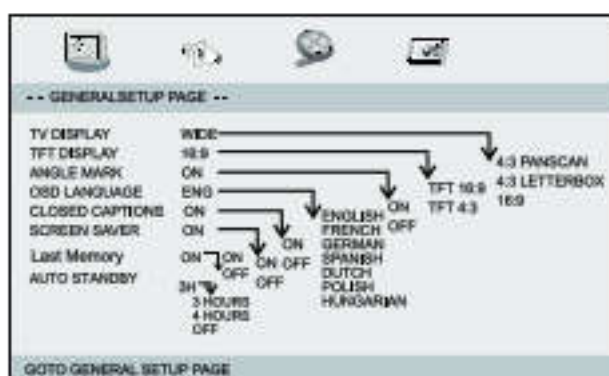 -- GENERALSETUP PAGE --
TV DISPLAY WIDE
TFT DISPLAY 16:9
ANGLE MARK ON
OSD LANGUAGE ENG
CLOSED CAPTIONS ON
SCREEN SAVER ON
Last Memory ON
AUTO STANDBY 3H
4:3 PANSCAN
4:3 LETTERBOX
16:9
TFT 16:9
TFT 4:3
ON
OFF
ENGLISH
FRENCH
GERMAN
SPANISH
DUTCH
POLISH
HUNGARIAN
ON
OFF
ON
OFF
ON
OFF
3 HOURS
4 HOURS
OFF
GOTO GENERAL SETUP PAGE